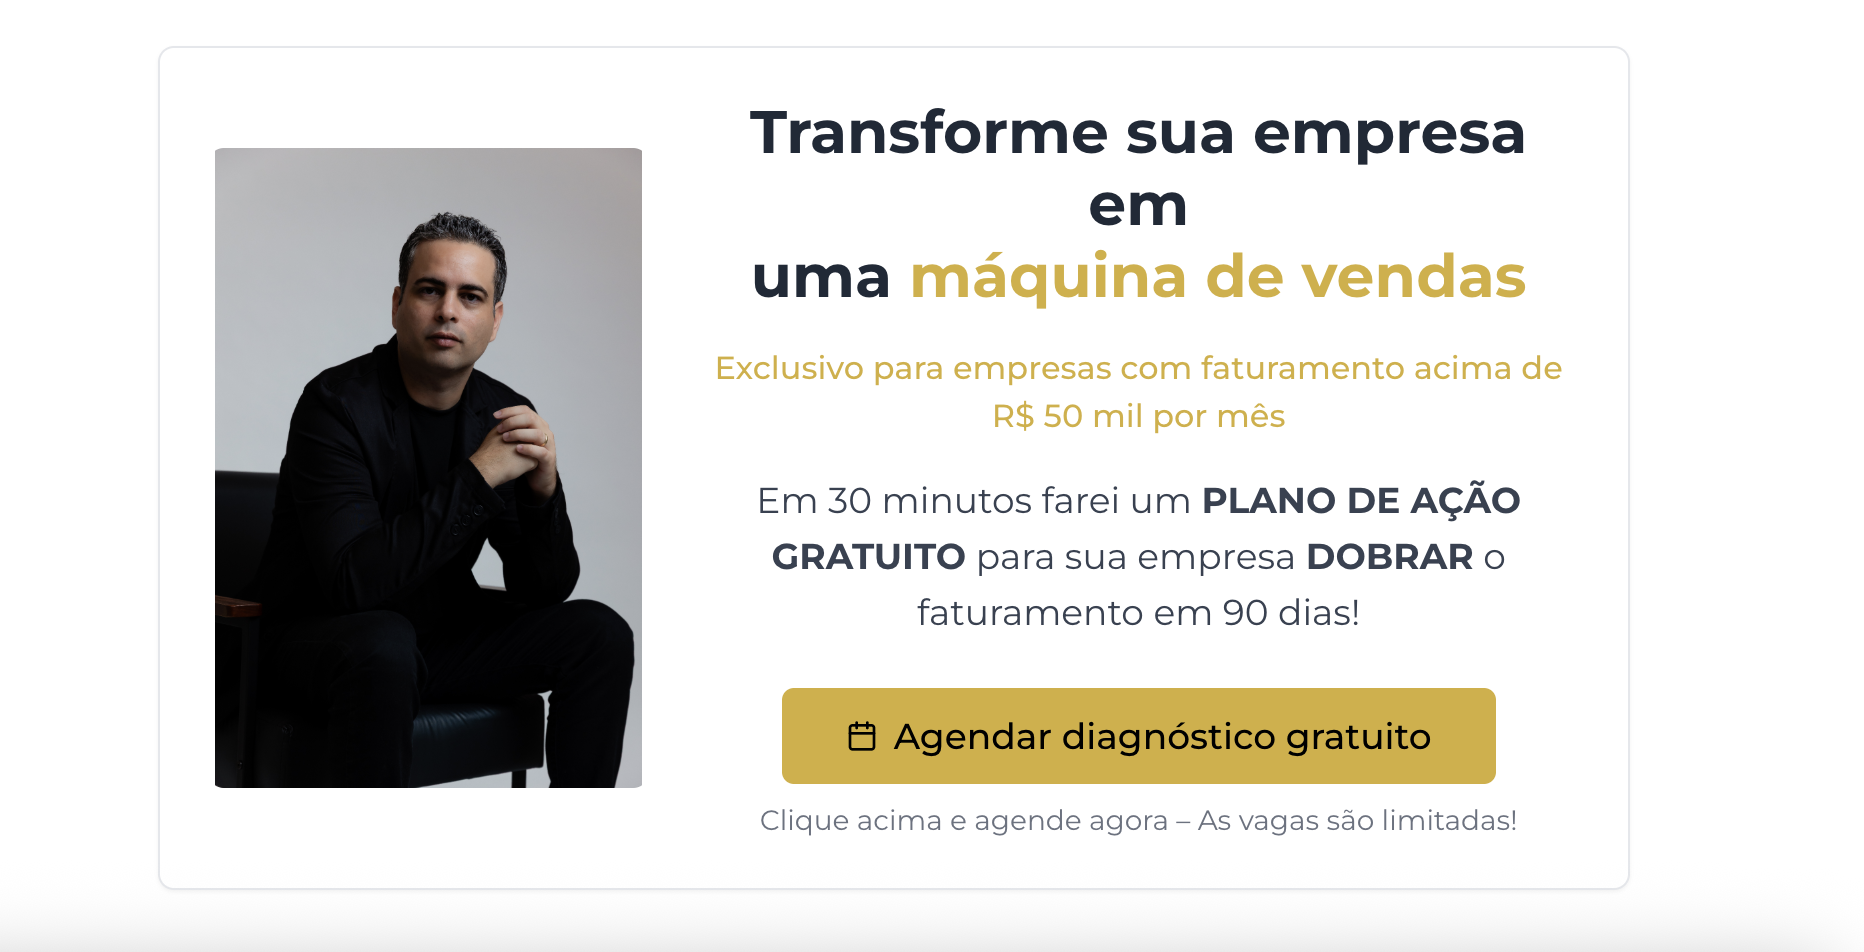 Transforme sua empresa
em
uma máquina de vendas
Exclusivo para empresas com faturamento acima de
R$ 50 mil por mês
Em 30 minutos farei um PLANO DE AÇÃO
GRATUITO para sua empresa DOBRAR o
faturamento em 90 dias!
Agendar diagnóstico gratuito
Clique acima e agende agora – As vagas são limitadas!